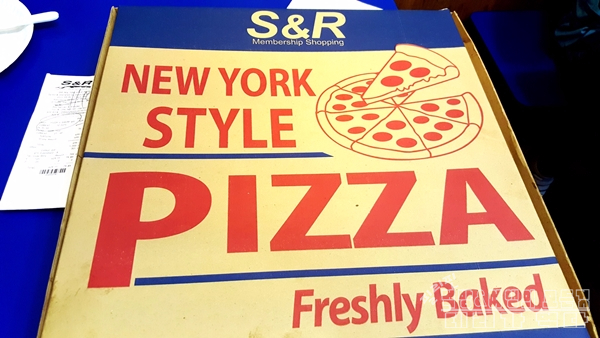 S&R
Membership Shopping
NEW YORK
STYLE
PIZZA
Freshly Baked
S&R